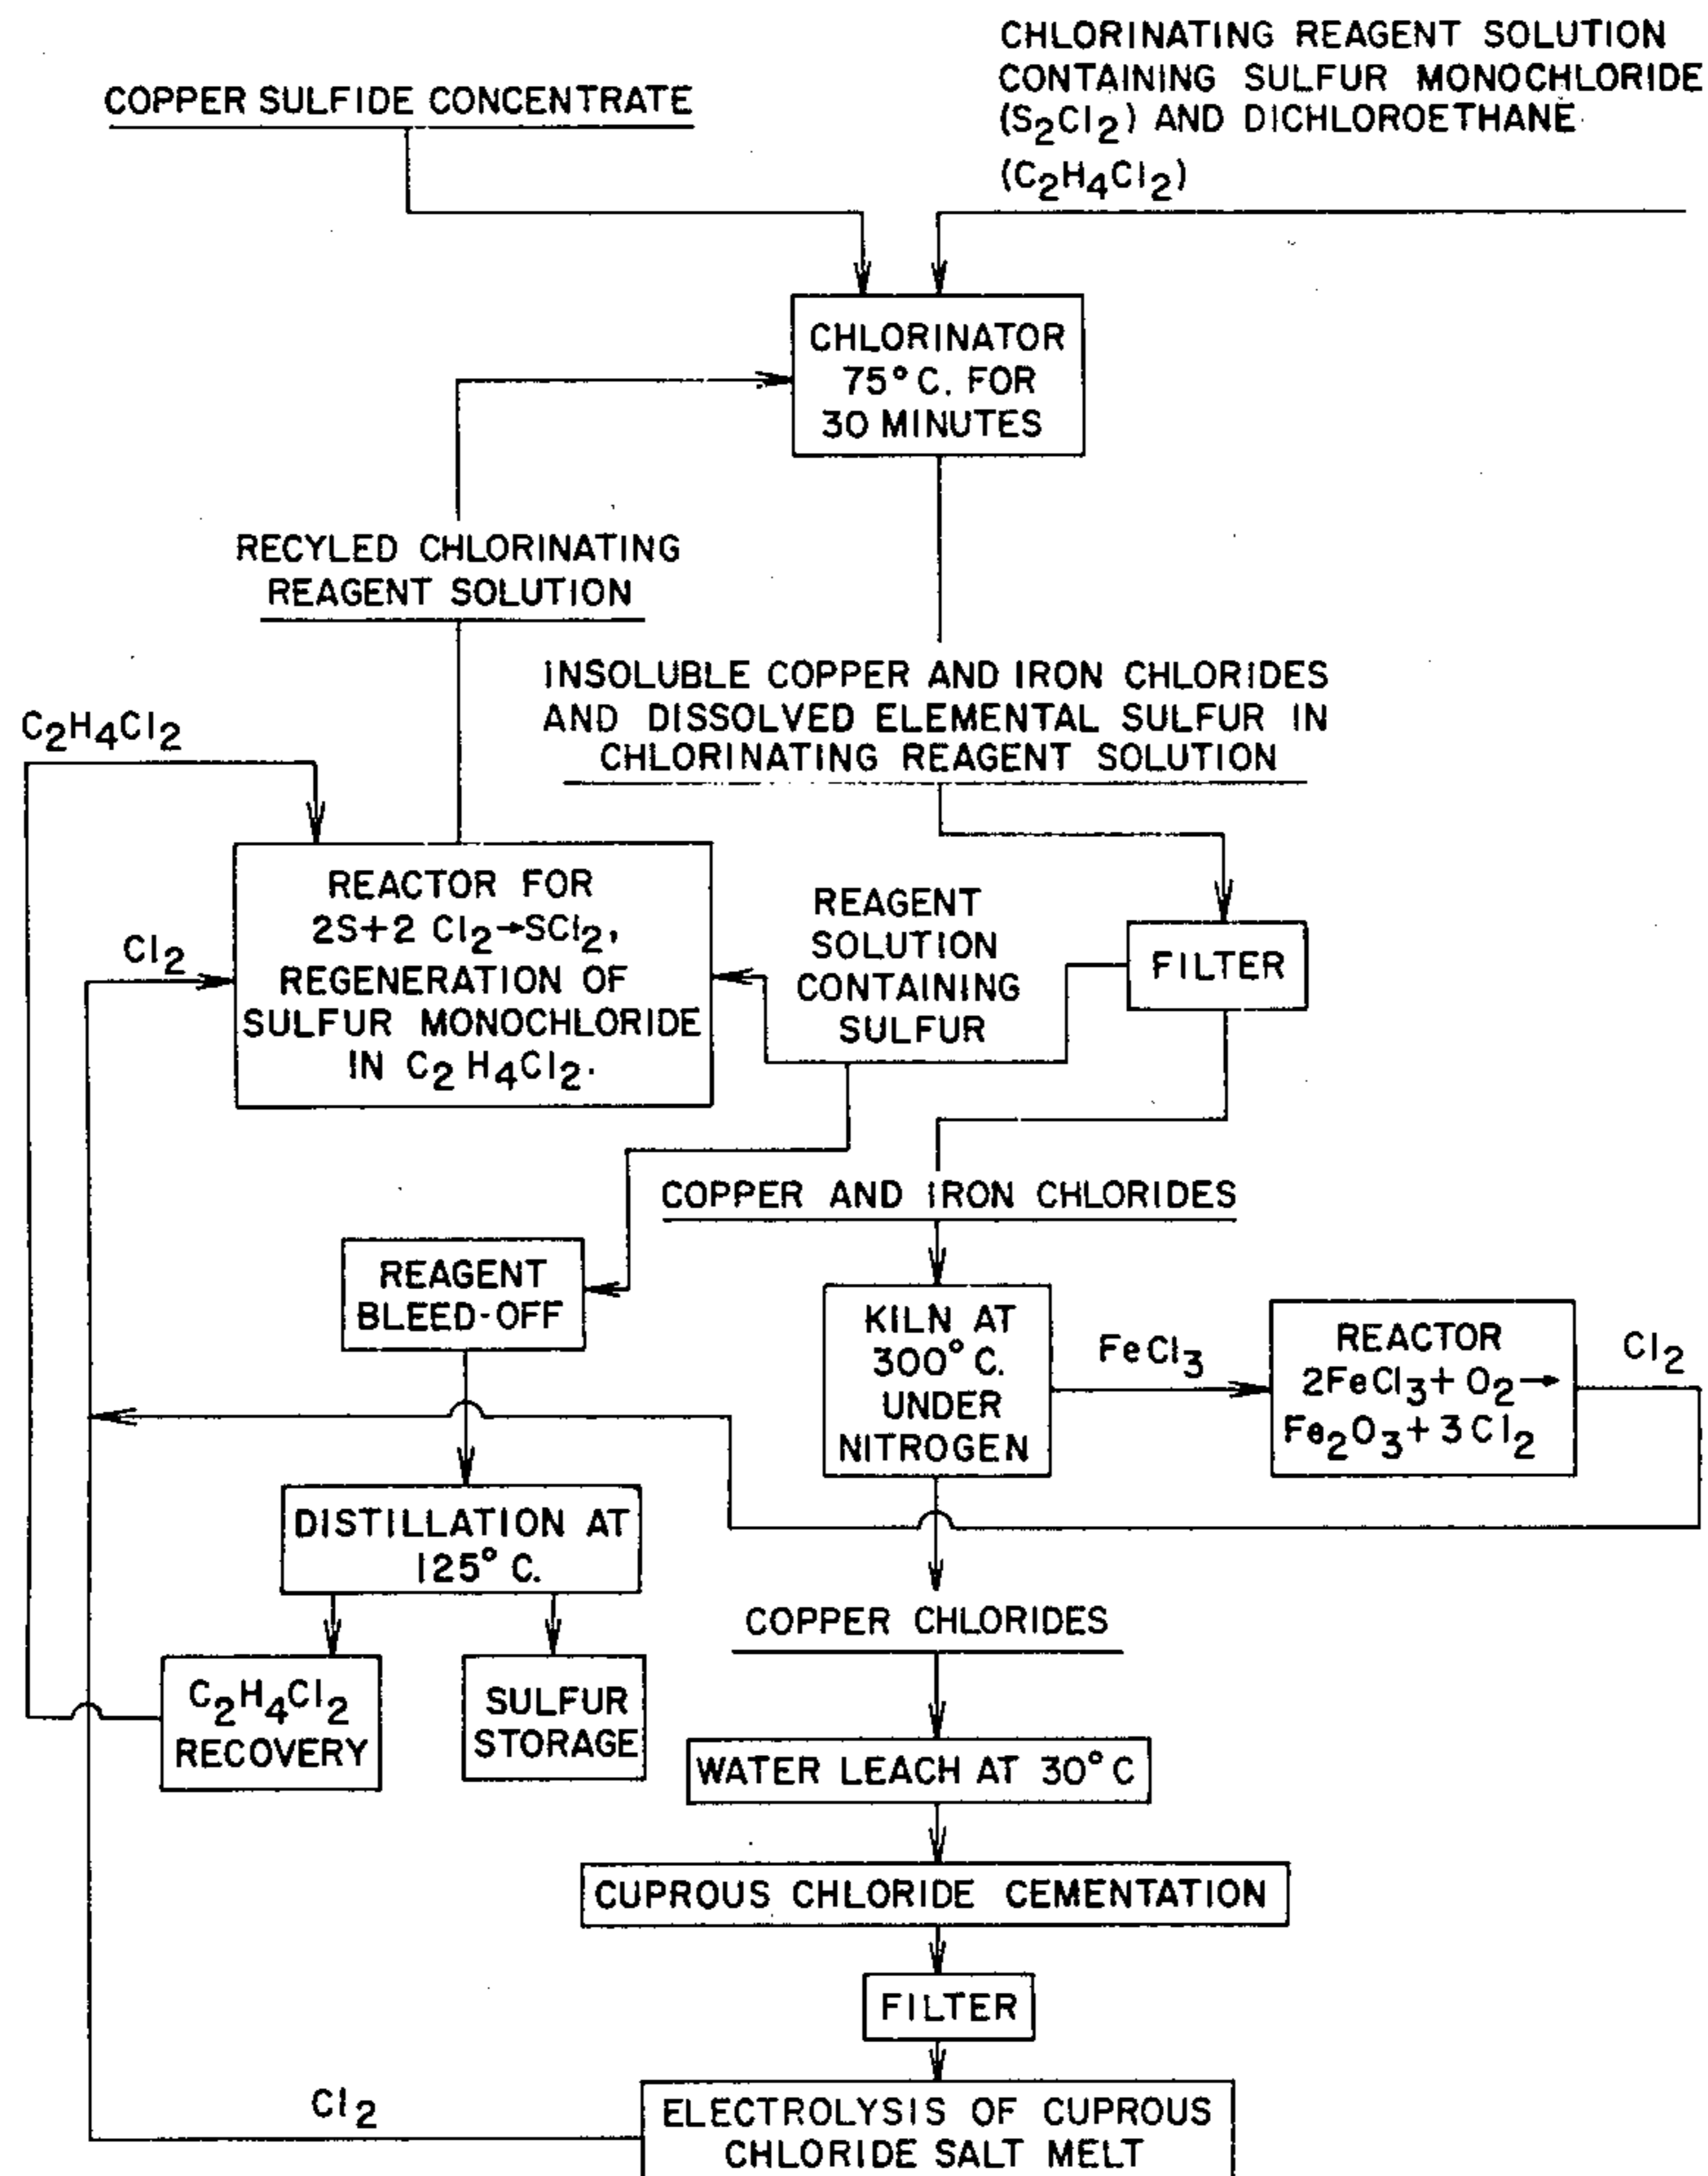 COPPER SULFIDE CONCENTRATE
CHLORINATING REAGENT SOLUTION
CONTAINING SULFUR MONOCHLORIDE
(S₂Cl₂) AND DICHLOROETHANE
(C₂H₄Cl₂)
CHLORINATOR
75°C. FOR
30 MINUTES
RECYLED CHLORINATING
REAGENT SOLUTION
INSOLUBLE COPPER AND IRON CHLORIDES
AND DISSOLVED ELEMENTAL SULFUR IN
CHLORINATING REAGENT SOLUTION
C₂H₄Cl₂
Cl₂
REACTOR FOR
2S+2 Cl₂→SCl₂,
REGENERATION OF
SULFUR MONOCHLORIDE
IN C₂ H₄Cl₂.
REAGENT
SOLUTION
CONTAINING
SULFUR
FILTER
COPPER AND IRON CHLORIDES
REAGENT
BLEED-OFF
KILN AT
300° C.
UNDER
NITROGEN
FeCl₃
REACTOR
2FeCl₃+ O₂→
Fe₂O₃+ 3 Cl₂
Cl₂
DISTILLATION AT
125° C.
COPPER CHLORIDES
C₂H₄Cl₂
RECOVERY
SULFUR
STORAGE
WATER LEACH AT 30° C
CUPROUS CHLORIDE CEMENTATION
FILTER
Cl₂
ELECTROLYSIS OF CUPROUS
CHLORIDE SALT MELT